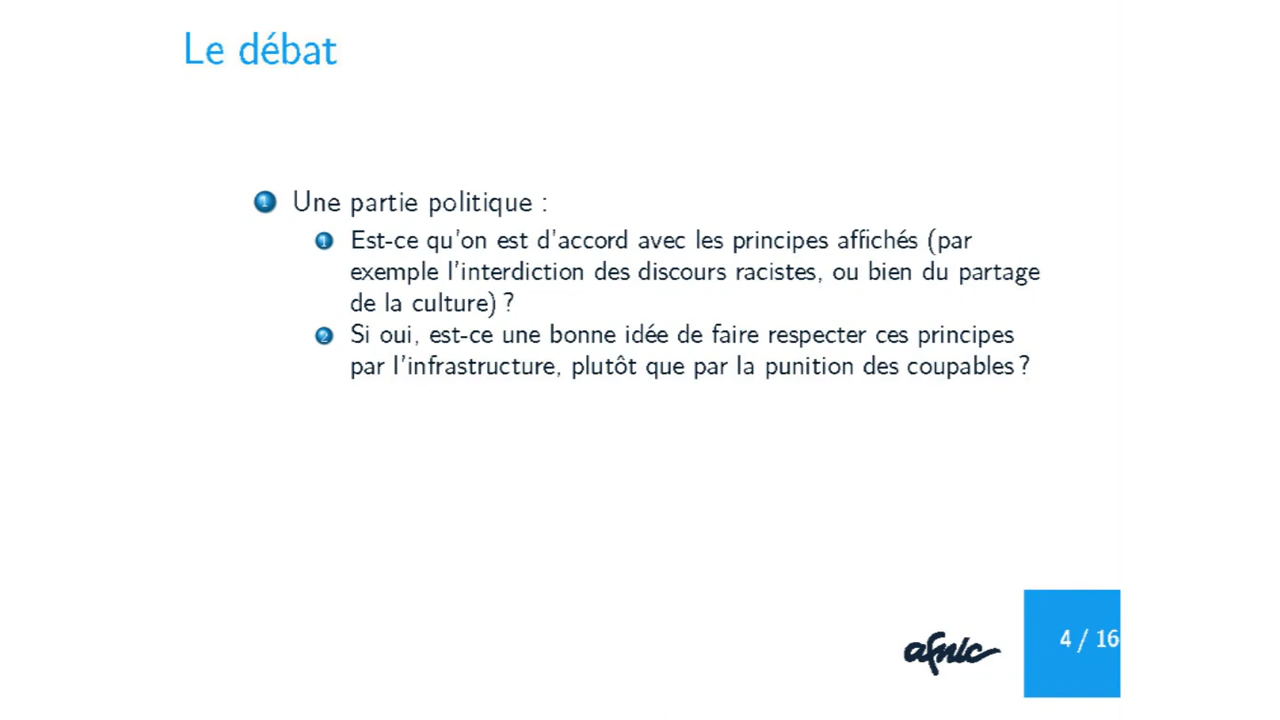 Le débat
1 Une partie politique :
1 Est-ce qu'on est d'accord avec les principes affichés (par
exemple l'interdiction des discours racistes, ou bien du partage
de la culture) ?
2 Si oui, est-ce une bonne idée de faire respecter ces principes
par l'infrastructure, plutôt que par la punition des coupables ?
afnic
4 / 16